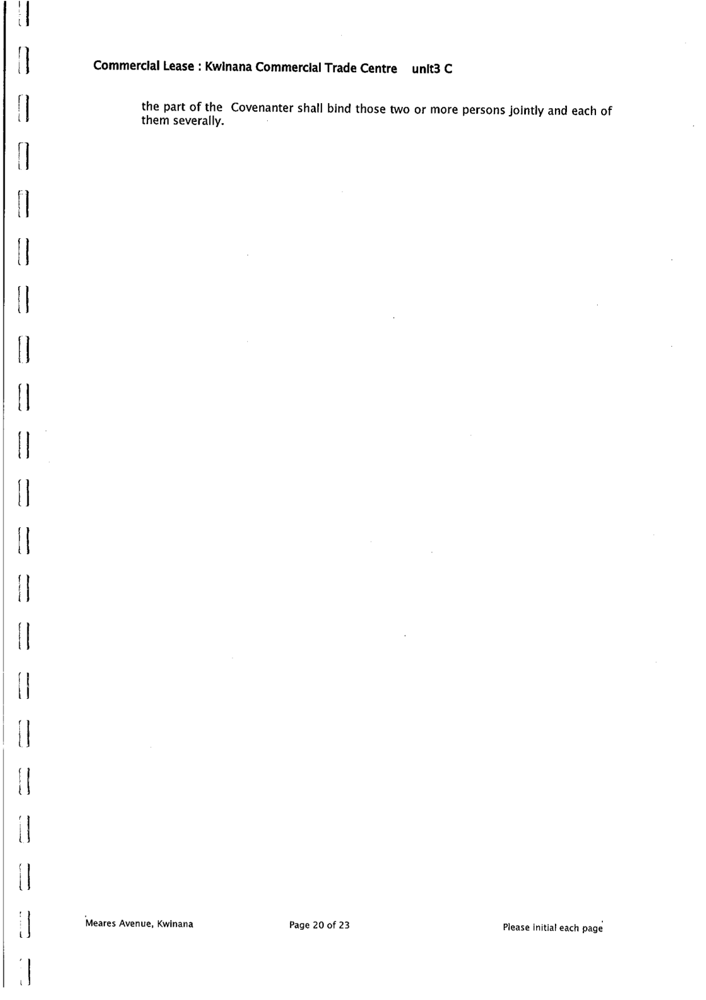 Commercial Lease : Kwinana Commercial Trade Centre unit3 C
the part of the Covenanter shall bind those two or more persons jointly and each of
them severally.
Meares Avenue, Kwinana Page 20 of 23 Please initial each page